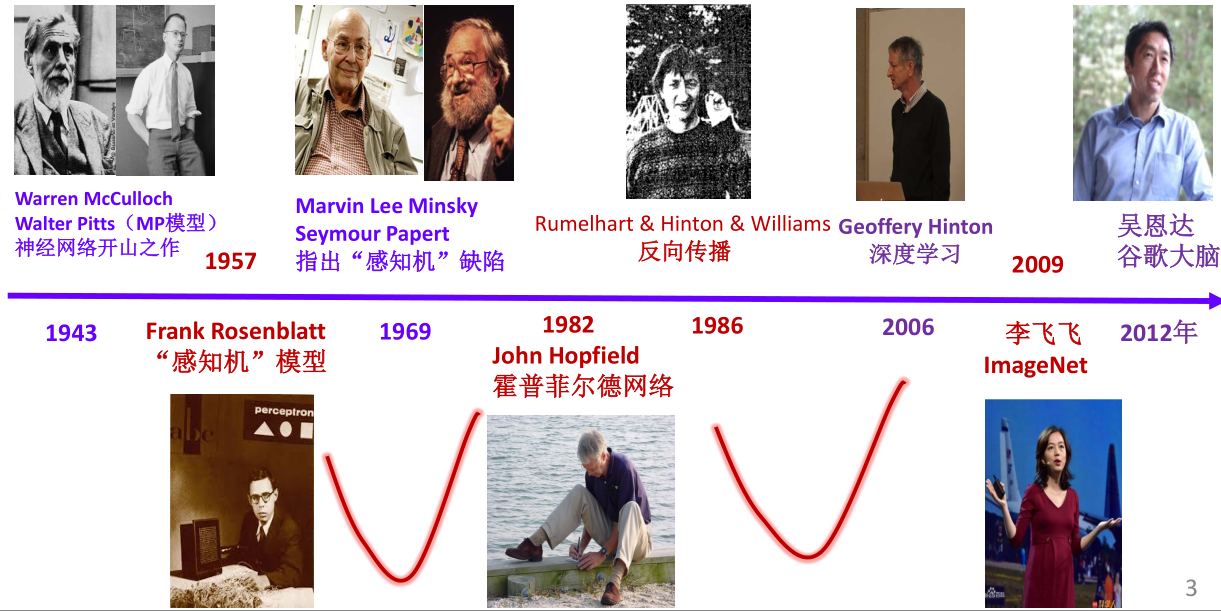 Warren McCulloch
Walter Pitts（MP模型）
神经网络开山之作
1957
Marvin Lee Minsky
Seymour Papert
指出“感知机”缺陷
Rumelhart & Hinton & Williams
反向传播
Geoffery Hinton
深度学习
2009
吴恩达
谷歌大脑
1943
Frank Rosenblatt
“感知机”模型
1969
1982
John Hopfield
霍普菲尔德网络
1986
2006
李飞飞
ImageNet
2012年
perceptron
abc
3